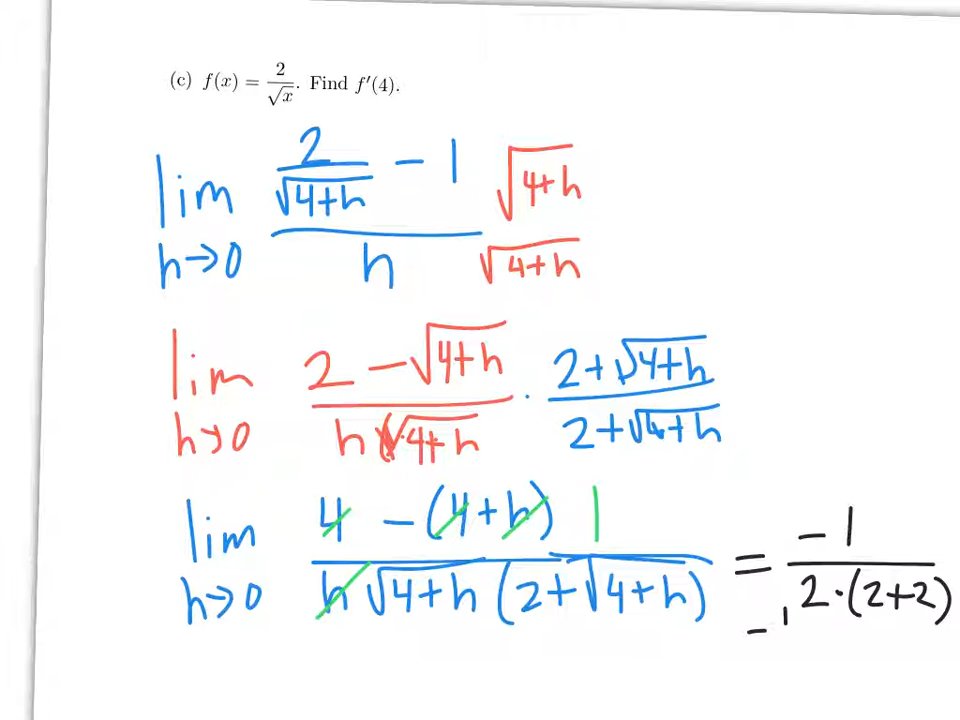 (c) f(x) = 2/√x. Find f′(4).
lim h→0 (2/√(4+h) − 1)/h √(4+h)/√(4+h)
lim h→0 (2 − √(4+h))/(h√(4+h)) · (2+√(4+h))/(2+√(4+h))
lim h→0 (4 − (4+h) 1)/(h√(4+h) (2+√(4+h))) = −1/(2·(2+2))
− 1